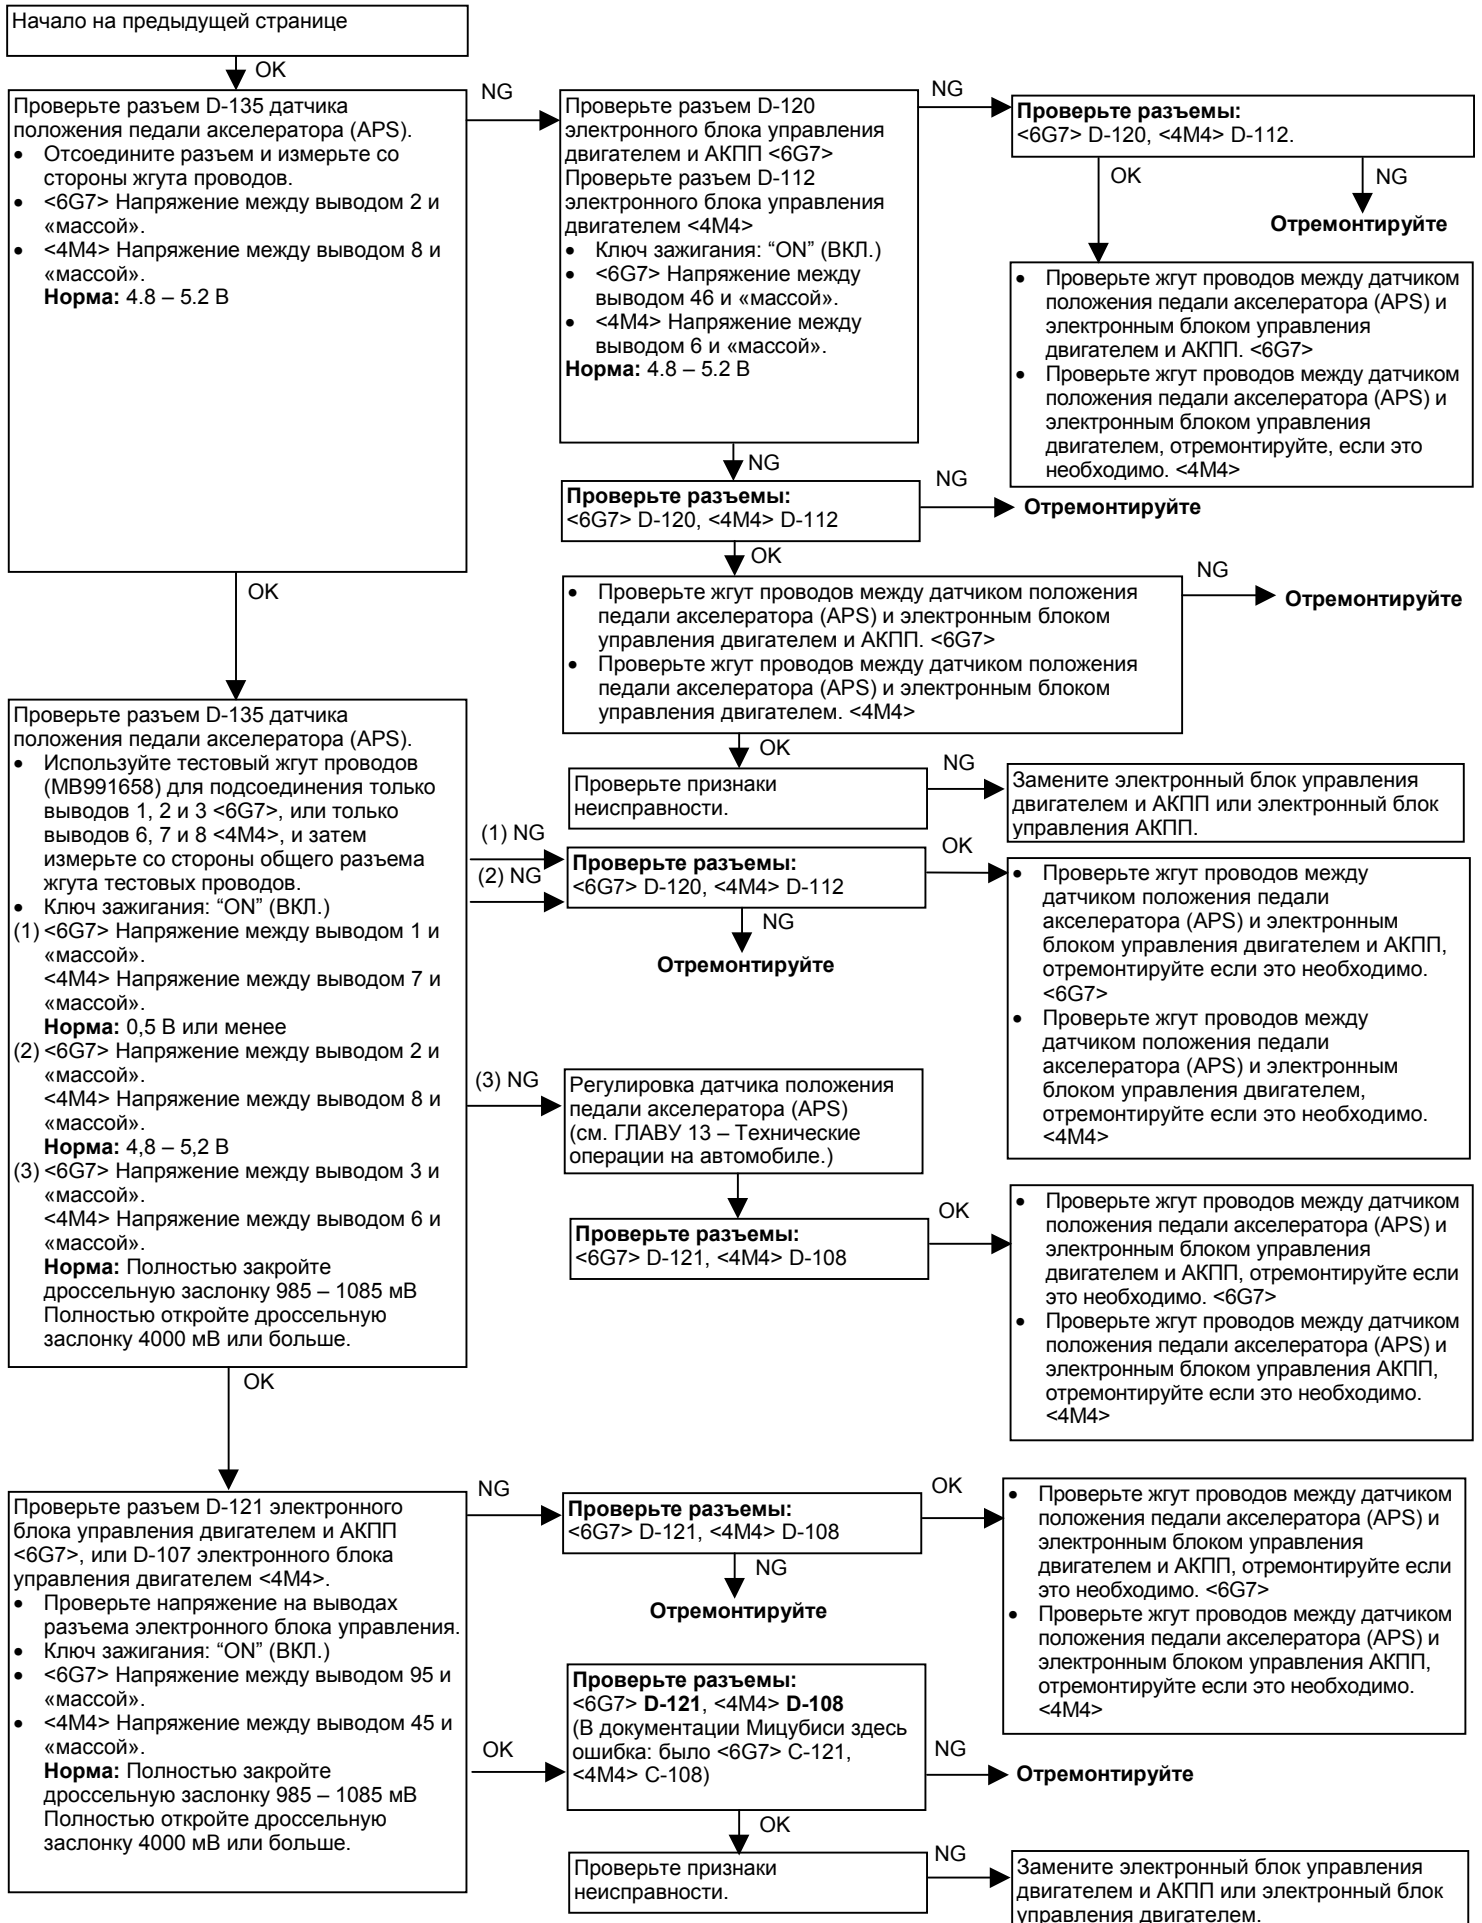 Начало на предыдущей странице
OK
Проверьте разъем D-135 датчика
положения педали акселератора (APS).
• Отсоедините разъем и измерьте со
стороны жгута проводов.
• <6G7> Напряжение между выводом 2 и
«массой».
• <4M4> Напряжение между выводом 8 и
«массой».
Норма: 4.8 – 5.2 В
NG
Проверьте разъем D-120
электронного блока управления
двигателем и АКПП <6G7>
Проверьте разъем D-112
электронного блока управления
двигателем <4M4>
• Ключ зажигания: “ON” (ВКЛ.)
• <6G7> Напряжение между
выводом 46 и «массой».
• <4M4> Напряжение между
выводом 6 и «массой».
Норма: 4.8 – 5.2 В
NG
Проверьте разъемы:
<6G7> D-120, <4M4> D-112.
OK
NG
Отремонтируйте
• Проверьте жгут проводов между датчиком
положения педали акселератора (APS) и
электронным блоком управления
двигателем и АКПП. <6G7>
• Проверьте жгут проводов между датчиком
положения педали акселератора (APS) и
электронным блоком управления
двигателем, отремонтируйте, если это
необходимо. <4M4>
NG
Проверьте разъемы:
<6G7> D-120, <4M4> D-112
NG
Отремонтируйте
OK
• Проверьте жгут проводов между датчиком положения
педали акселератора (APS) и электронным блоком
управления двигателем и АКПП. <6G7>
• Проверьте жгут проводов между датчиком положения
педали акселератора (APS) и электронным блоком
управления двигателем. <4M4>
NG
Отремонтируйте
OK
Проверьте признаки
неисправности.
NG
Замените электронный блок управления
двигателем и АКПП или электронный блок
управления АКПП.
OK
Проверьте разъем D-135 датчика
положения педали акселератора (APS).
• Используйте тестовый жгут проводов
(MB991658) для подсоединения только
выводов 1, 2 и 3 <6G7>, или только
выводов 6, 7 и 8 <4M4>, и затем
измерьте со стороны общего разъема
жгута тестовых проводов.
• Ключ зажигания: “ON” (ВКЛ.)
(1) <6G7> Напряжение между выводом 1 и
«массой».
<4M4> Напряжение между выводом 7 и
«массой».
Норма: 0,5 В или менее
(2) <6G7> Напряжение между выводом 2 и
«массой».
<4M4> Напряжение между выводом 8 и
«массой».
Норма: 4,8 – 5,2 В
(3) <6G7> Напряжение между выводом 3 и
«массой».
<4M4> Напряжение между выводом 6 и
«массой».
Норма: Полностью закройте
дроссельную заслонку 985 – 1085 мВ
Полностью откройте дроссельную
заслонку 4000 мВ или больше.
(1) NG
(2) NG
Проверьте разъемы:
<6G7> D-120, <4M4> D-112
NG
Отремонтируйте
OK
• Проверьте жгут проводов между
датчиком положения педали
акселератора (APS) и электронным
блоком управления двигателем и АКПП,
отремонтируйте если это необходимо.
<6G7>
• Проверьте жгут проводов между
датчиком положения педали
акселератора (APS) и электронным
блоком управления двигателем,
отремонтируйте если это необходимо.
<4M4>
(3) NG
Регулировка датчика положения
педали акселератора (APS)
(см. ГЛАВУ 13 – Технические
операции на автомобиле.)
Проверьте разъемы:
<6G7> D-121, <4M4> D-108
OK
• Проверьте жгут проводов между датчиком
положения педали акселератора (APS) и
электронным блоком управления
двигателем и АКПП, отремонтируйте если
это необходимо. <6G7>
• Проверьте жгут проводов между датчиком
положения педали акселератора (APS) и
электронным блоком управления АКПП,
отремонтируйте если это необходимо.
<4M4>
OK
Проверьте разъем D-121 электронного
блока управления двигателем и АКПП
<6G7>, или D-107 электронного блока
управления двигателем <4M4>.
• Проверьте напряжение на выводах
разъема электронного блока управления.
• Ключ зажигания: “ON” (ВКЛ.)
• <6G7> Напряжение между выводом 95 и
«массой».
• <4M4> Напряжение между выводом 45 и
«массой».
Норма: Полностью закройте
дроссельную заслонку 985 – 1085 мВ
Полностью откройте дроссельную
заслонку 4000 мВ или больше.
NG
Проверьте разъемы:
<6G7> D-121, <4M4> D-108
NG
Отремонтируйте
OK
• Проверьте жгут проводов между датчиком
положения педали акселератора (APS) и
электронным блоком управления
двигателем и АКПП, отремонтируйте если
это необходимо. <6G7>
• Проверьте жгут проводов между датчиком
положения педали акселератора (APS) и
электронным блоком управления АКПП,
отремонтируйте если это необходимо.
<4M4>
OK
Проверьте разъемы:
<6G7> D-121, <4M4> D-108
(В документации Мицубиси здесь
ошибка: было <6G7> C-121,
<4M4> C-108)
NG
Отремонтируйте
OK
Проверьте признаки
неисправности.
NG
Замените электронный блок управления
двигателем и АКПП или электронный блок
управления двигателем.